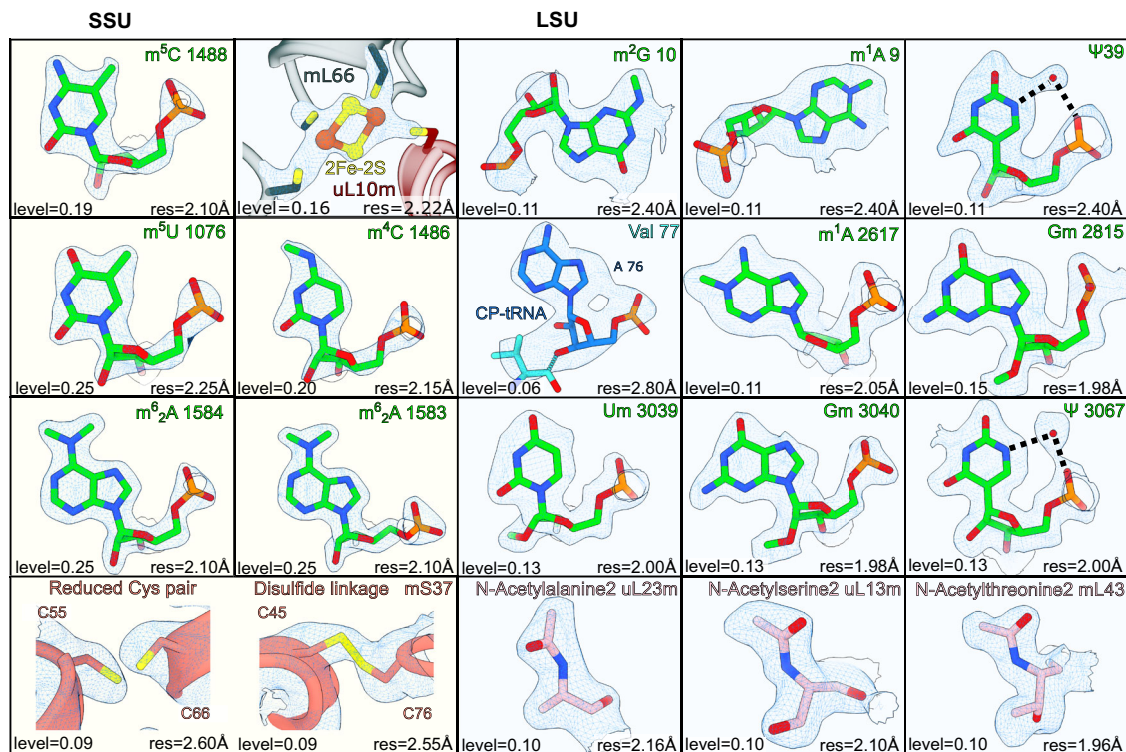 SSU
LSU
m⁵C 1488
level=0.19 res=2.10Å
mL66
2Fe-2S
uL10m
level=0.16 res=2.22Å
m²G 10
level=0.11 res=2.40Å
m¹A 9
level=0.11 res=2.40Å
Ψ39
level=0.11 res=2.40Å
m⁵U 1076
level=0.25 res=2.25Å
m⁴C 1486
level=0.20 res=2.15Å
Val 77
A 76
CP-tRNA
level=0.06 res=2.80Å
m¹A 2617
level=0.11 res=2.05Å
Gm 2815
level=0.15 res=1.98Å
m⁶₂A 1584
level=0.25 res=2.10Å
m⁶₂A 1583
level=0.25 res=2.10Å
Um 3039
level=0.13 res=2.00Å
Gm 3040
level=0.13 res=1.98Å
Ψ 3067
level=0.13 res=2.00Å
Reduced Cys pair
C55
C66
level=0.09 res=2.60Å
Disulfide linkage mS37
C45
C76
level=0.09 res=2.55Å
N-Acetylalanine2 uL23m
level=0.10 res=2.16Å
N-Acetylserine2 uL13m
level=0.10 res=2.10Å
N-Acetylthreonine2 mL43
level=0.10 res=1.96Å